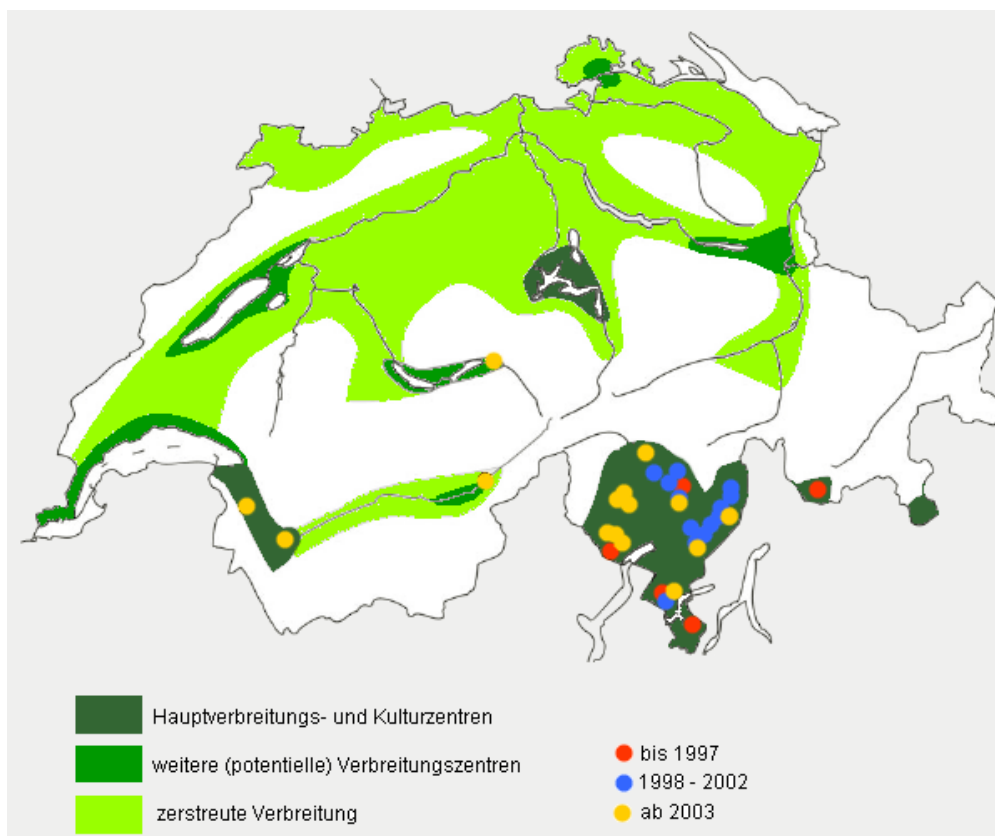 Hauptverbreitungs- und Kulturzentren
weitere (potentielle) Verbreitungszentren
zerstreute Verbreitung
bis 1997
1998 - 2002
ab 2003